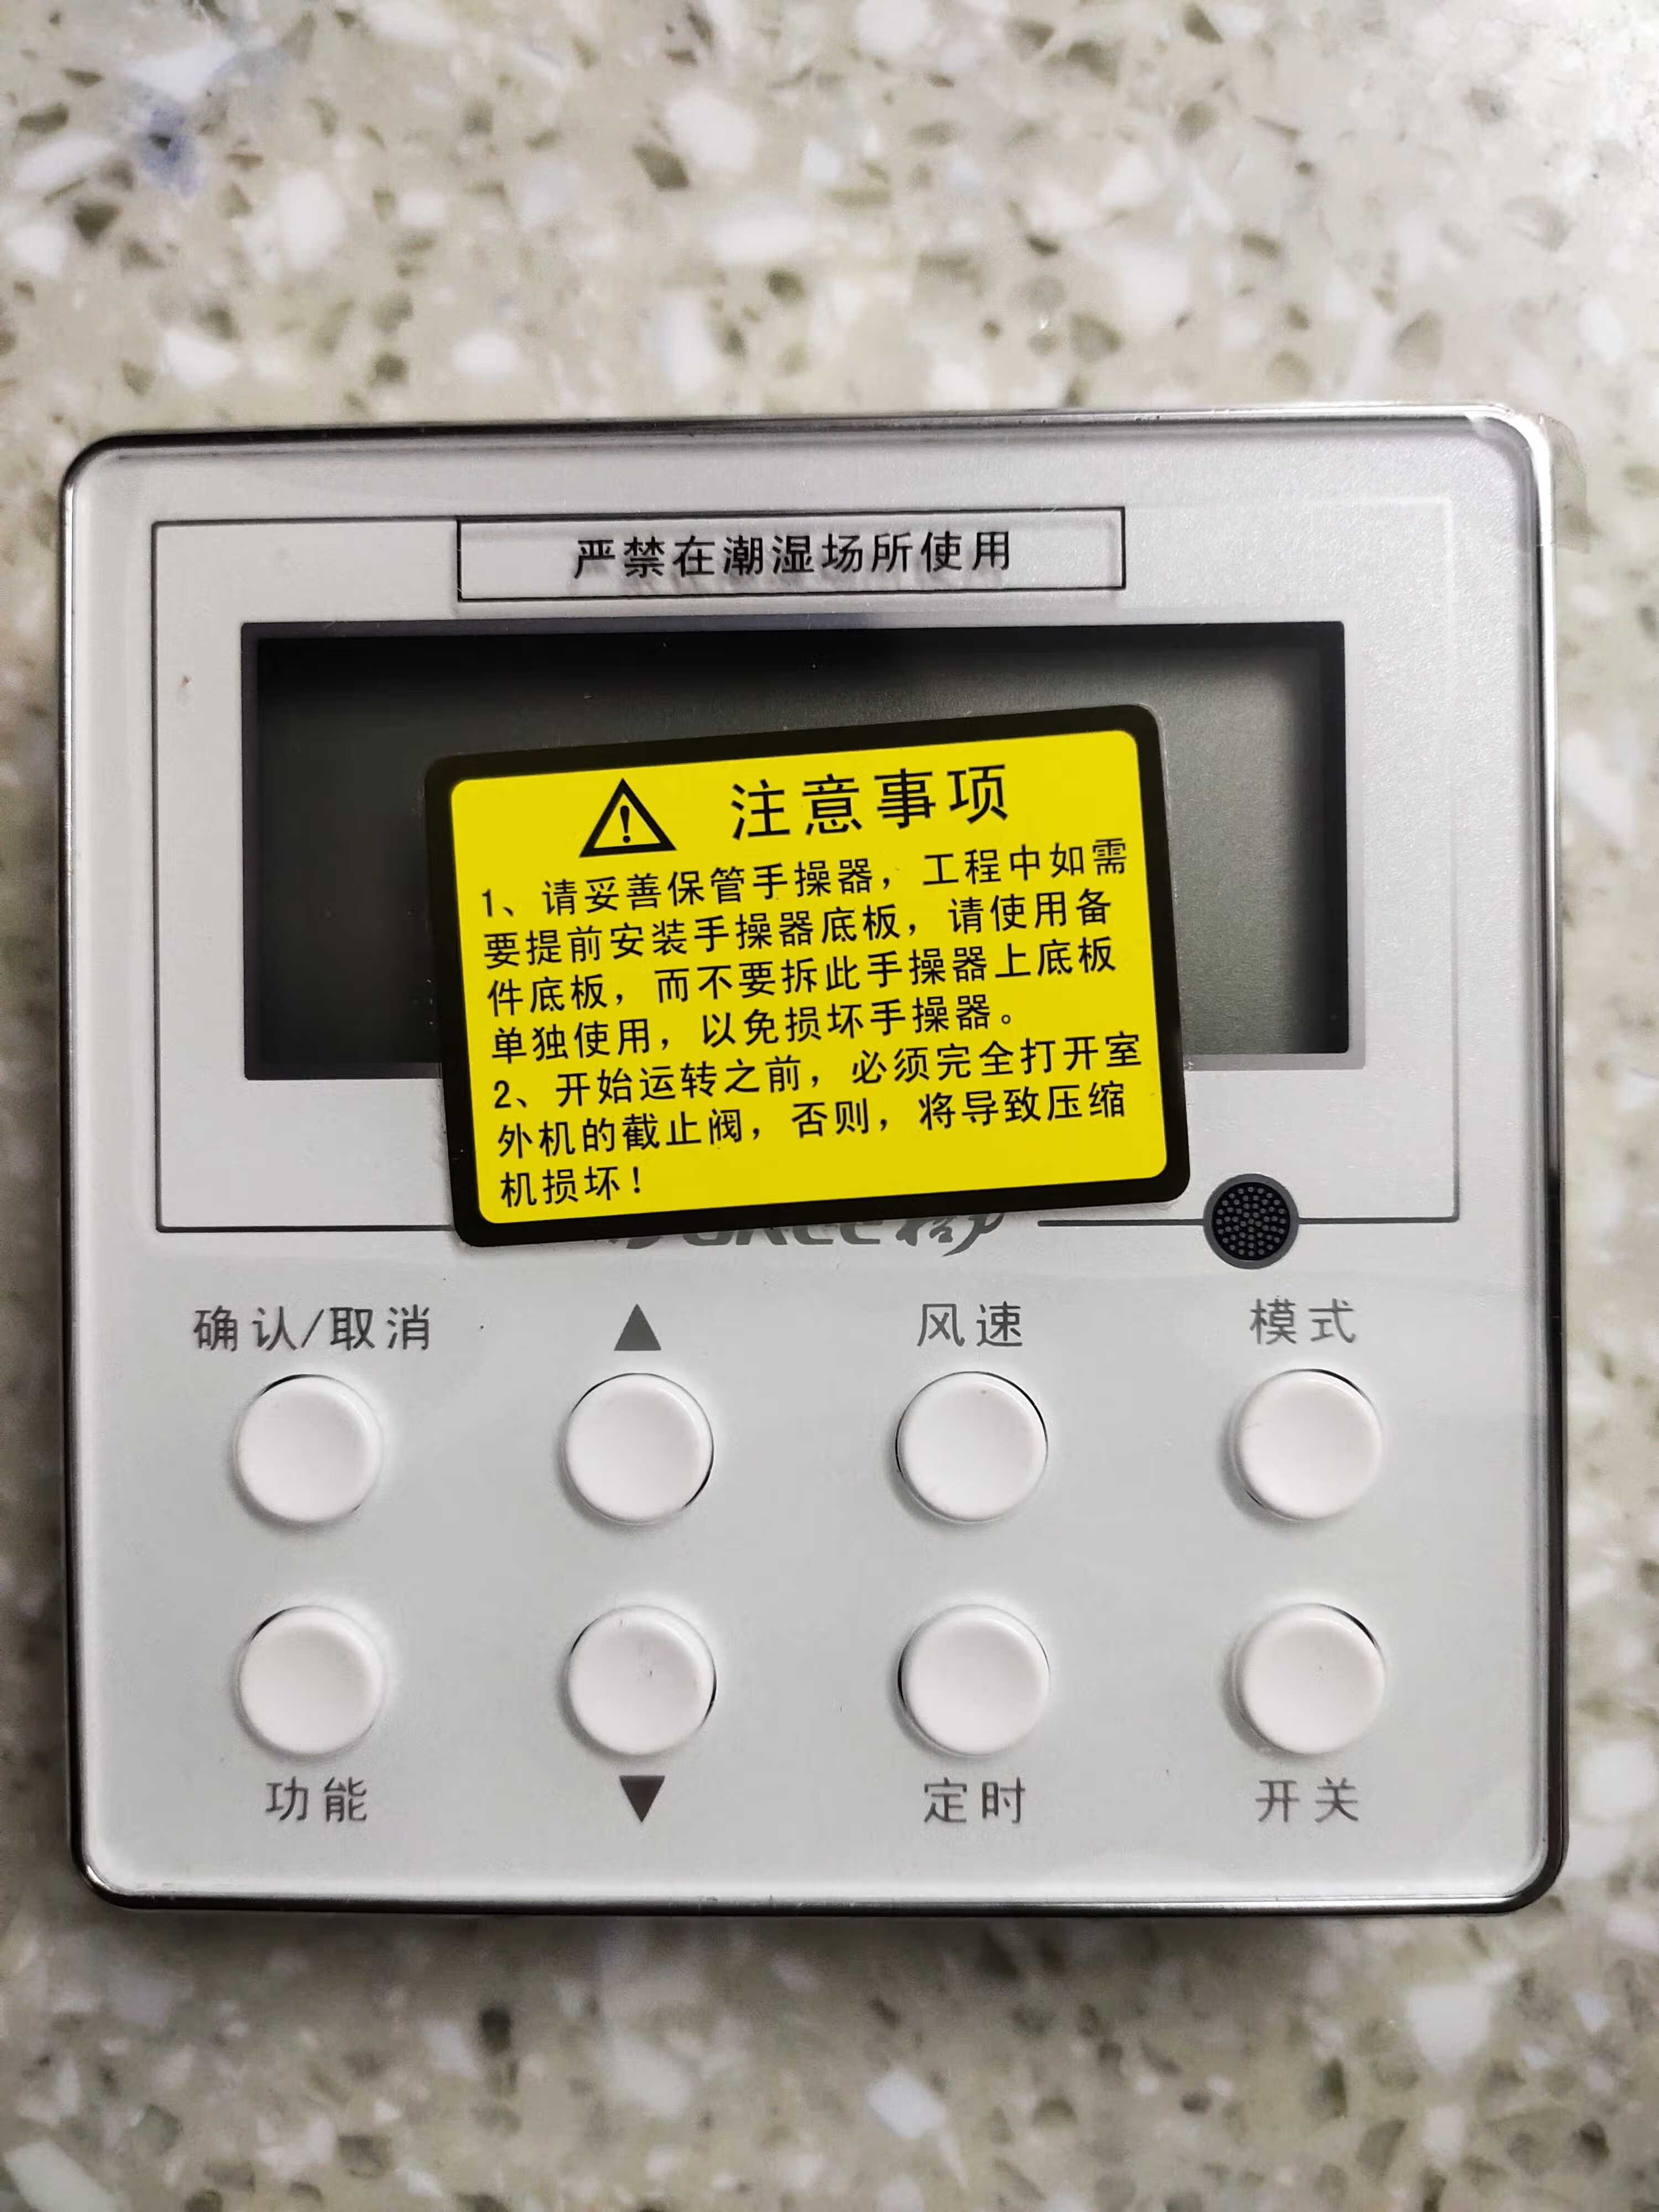 严禁在潮湿场所使用
注意事项
1、请妥善保管手操器，工程中如需
要提前安装手操器底板，请使用备
件底板，而不要拆此手操器上底板
单独使用，以免损坏手操器。
2、开始运转之前，必须完全打开室
外机的截止阀，否则，将导致压缩
机损坏！
确认/取消 ▲ 风速 模式
功能 ▼ 定时 开关